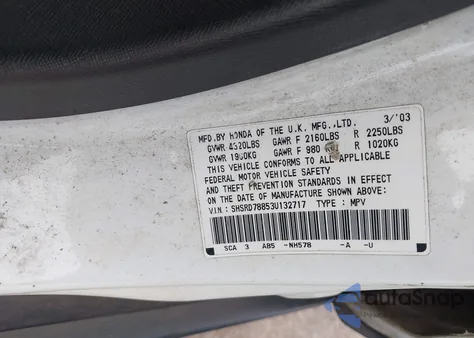 MFD.BY HONDA OF THE U.K. MFG.,LTD. 3/'03
GVWR 4320LBS GAWR F 2160LBS R 2250LBS
GVWR 1960KG GAWR F 980 KG R 1020KG
THIS VEHICLE CONFORMS TO ALL APPLICABLE
FEDERAL MOTOR VEHICLE SAFETY
AND THEFT PREVENTION STANDARDS IN EFFECT
ON THE DATE OF MANUFACTURE SHOWN ABOVE:
VIN: SHSRD78853U132717 TYPE: MPV
SCA 3 AB5 -NH578 -A -U
autoSnap